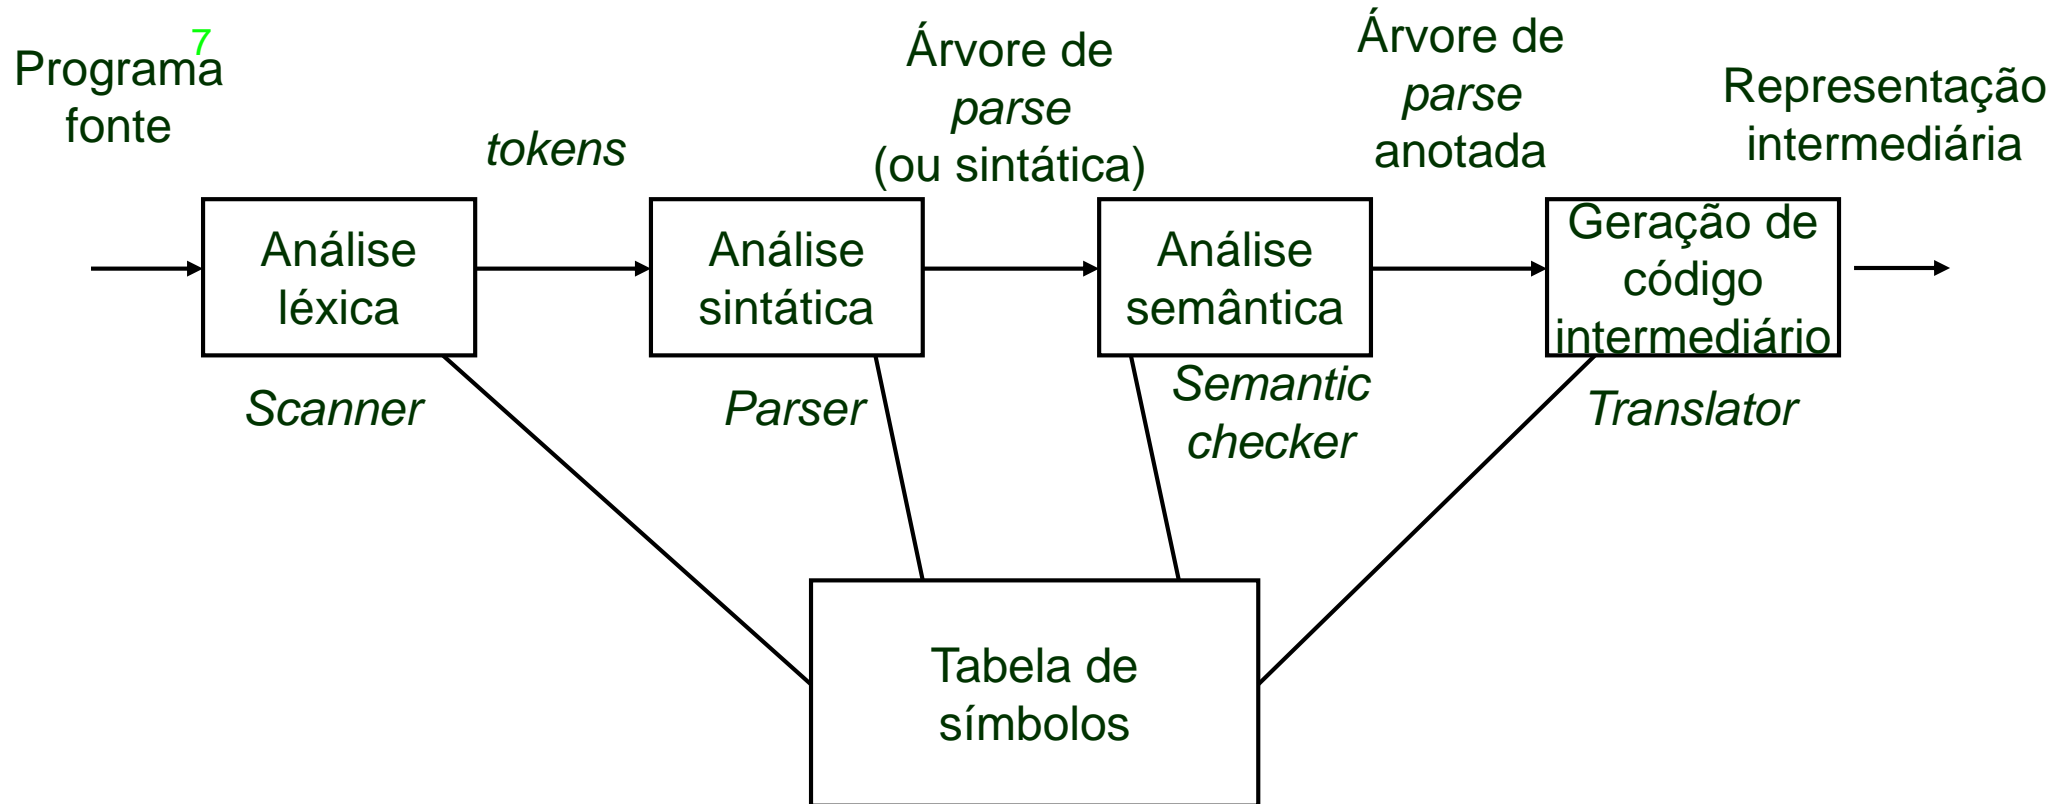 7
Programa
fonte
tokens
Árvore de
parse
(ou sintática)
Árvore de
parse
anotada
Representação
intermediária
Análise
léxica
Análise
sintática
Análise
semântica
Geração de
código
intermediário
Scanner
Parser
Semantic
checker
Translator
Tabela de
símbolos